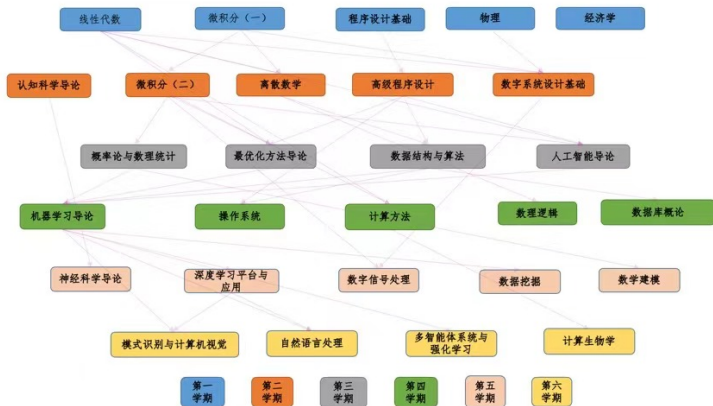 线性代数
微积分（一）
程序设计基础
物理
经济学
认知科学导论
微积分（二）
离散数学
高级程序设计
数字系统设计基础
概率论与数理统计
最优化方法导论
数据结构与算法
人工智能导论
机器学习导论
操作系统
计算方法
数理逻辑
数据库概论
神经科学导论
深度学习平台与
应用
数字信号处理
数据挖掘
数学建模
模式识别与计算机视觉
自然语言处理
多智能体系统与
强化学习
计算生物学
第一
学期
第二
学期
第三
学期
第四
学期
第五
学期
第六
学期